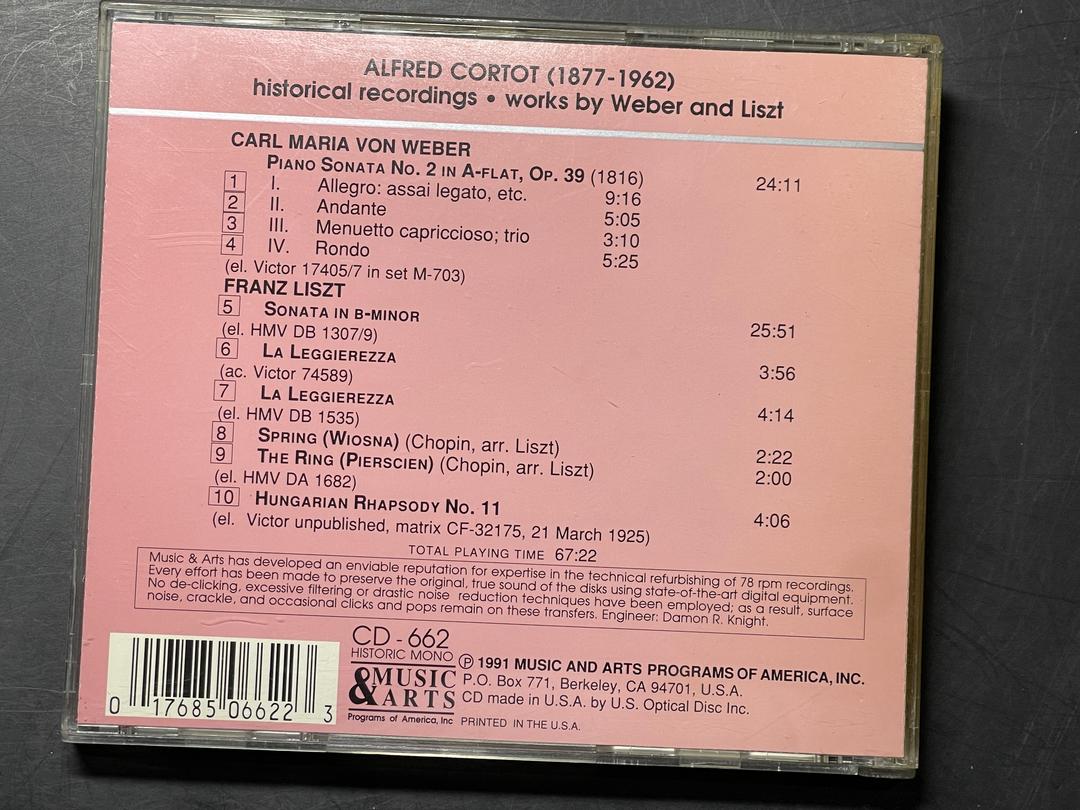 ALFRED CORTOT (1877-1962)
historical recordings • works by Weber and Liszt
CARL MARIA VON WEBER
PIANO SONATA NO. 2 IN A-FLAT, OP. 39 (1816) 24:11
1 I. Allegro: assai legato, etc. 9:16
2 II. Andante 5:05
3 III. Menuetto capriccioso; trio 3:10
4 IV. Rondo 5:25
(el. Victor 17405/7 in set M-703)
FRANZ LISZT
5 SONATA IN B-MINOR 25:51
(el. HMV DB 1307/9)
6 LA LEGGIEREZZA 3:56
(ac. Victor 74589)
7 LA LEGGIEREZZA 4:14
(el. HMV DB 1535)
8 SPRING (WIOSNA) (Chopin, arr. Liszt) 2:22
9 THE RING (PIERSCIEN) (Chopin, arr. Liszt) 2:00
(el. HMV DA 1682)
10 HUNGARIAN RHAPSODY NO. 11 4:06
(el. Victor unpublished, matrix CF-32175, 21 March 1925)
TOTAL PLAYING TIME 67:22
Music & Arts has developed an enviable reputation for expertise in the technical refurbishing of 78 rpm recordings.
Every effort has been made to preserve the original, true sound of the disks using state-of-the-art digital equipment.
No de-clicking, excessive filtering or drastic noise reduction techniques have been employed; as a result, surface
noise, crackle, and occasional clicks and pops remain on these transfers. Engineer: Damon R. Knight.
0 17685 06622 3
CD - 662
HISTORIC MONO
MUSIC
& ARTS
Programs of America, Inc
℗ 1991 MUSIC AND ARTS PROGRAMS OF AMERICA, INC.
P.O. Box 771, Berkeley, CA 94701, U.S.A.
CD made in U.S.A. by U.S. Optical Disc Inc.
PRINTED IN THE U.S.A.